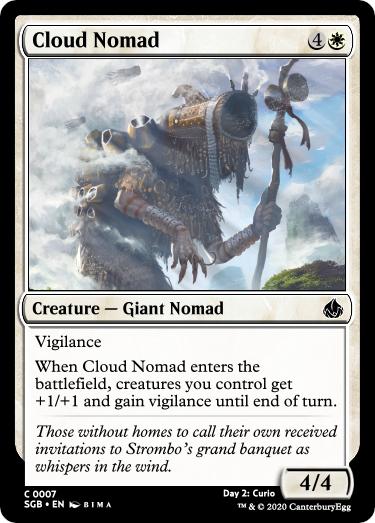 Cloud Nomad 4
Creature — Giant Nomad
Vigilance
When Cloud Nomad enters the
battlefield, creatures you control get
+1/+1 and gain vigilance until end of turn.
Those without homes to call their own received
invitations to Strombo's grand banquet as
whispers in the wind.
4/4
C 0007 Day 2: Curio
SGB • EN BIMA ™ & © 2020 CanterburyEgg